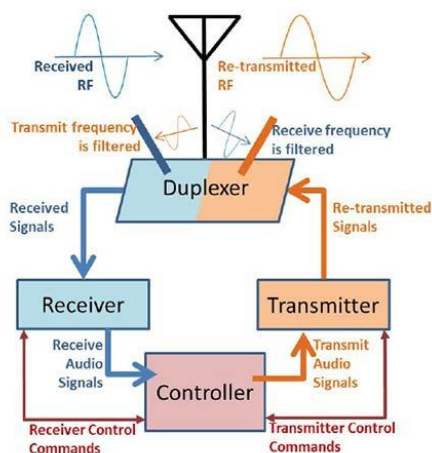 Received
RF
Re-transmitted
RF
Transmit frequency
is filtered
Receive frequency
is filtered
Duplexer
Received
Signals
Re-transmitted
Signals
Receiver
Transmitter
Receive
Audio
Signals
Transmit
Audio
Signals
Controller
Receiver Control
Commands
Transmitter Control
Commands